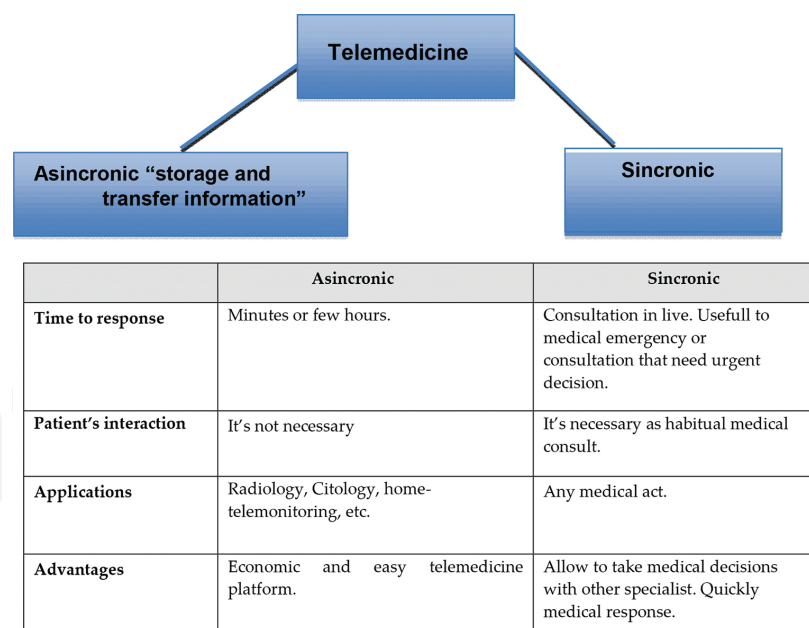 Telemedicine
Asincronic “storage and
transfer information”
Sincronic
Asincronic
Sincronic
Time to response
Minutes or few hours.
Consultation in live. Usefull to
medical emergency or
consultation that need urgent
decision.
Patient’s interaction
It’s not necessary
It’s necessary as habitual medical
consult.
Applications
Radiology, Citology, home-
telemonitoring, etc.
Any medical act.
Advantages
Economic and easy telemedicine
platform.
Allow to take medical decisions
with other specialist. Quickly
medical response.